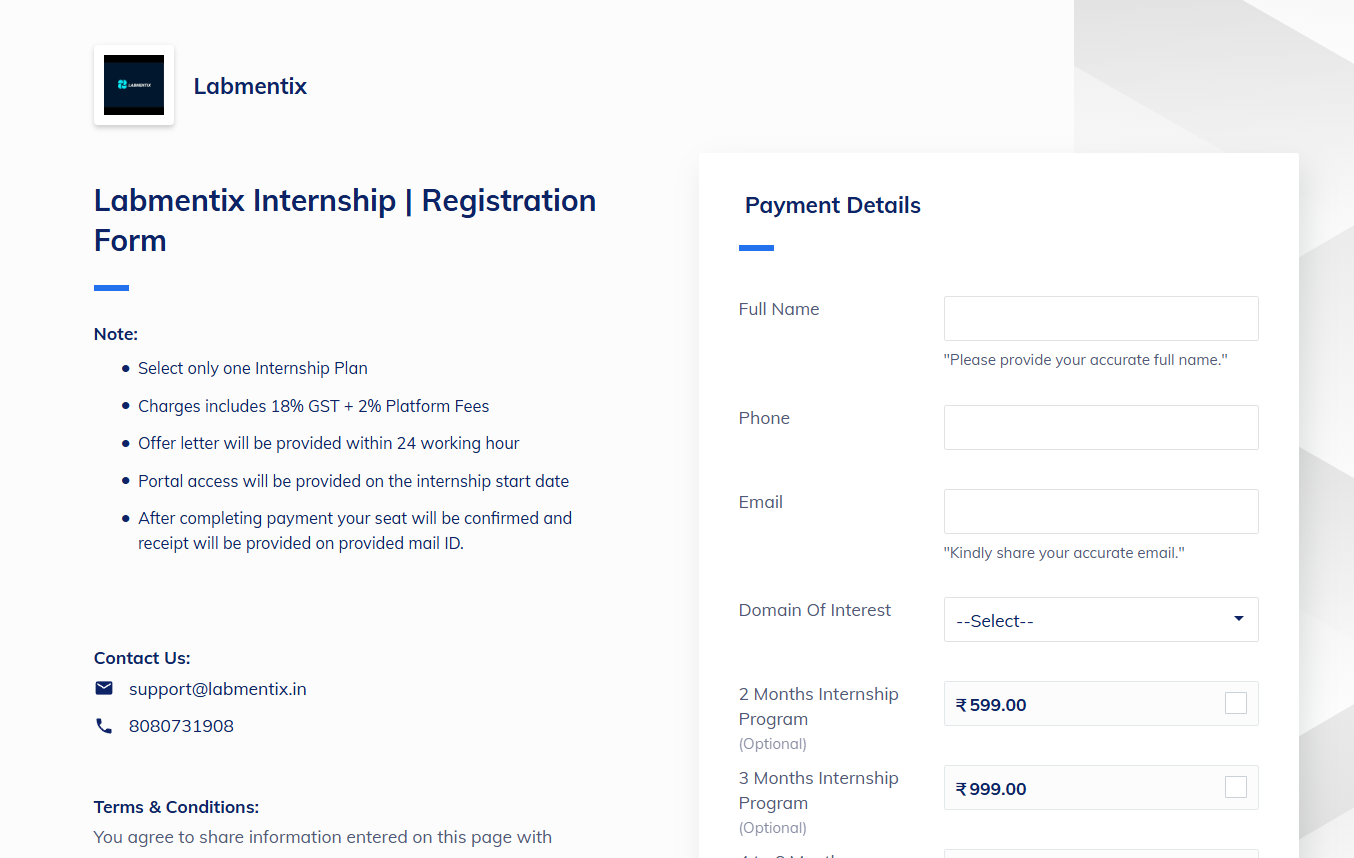 LABMENTIX
Labmentix
Labmentix Internship | Registration
Form
Note:
Select only one Internship Plan
Charges includes 18% GST + 2% Platform Fees
Offer letter will be provided within 24 working hour
Portal access will be provided on the internship start date
After completing payment your seat will be confirmed and
receipt will be provided on provided mail ID.
Contact Us:
support@labmentix.in
8080731908
Terms & Conditions:
You agree to share information entered on this page with
Payment Details
Full Name
"Please provide your accurate full name."
Phone
Email
"Kindly share your accurate email."
Domain Of Interest
--Select--
2 Months Internship
Program
(Optional)
₹ 599.00
3 Months Internship
Program
(Optional)
₹ 999.00